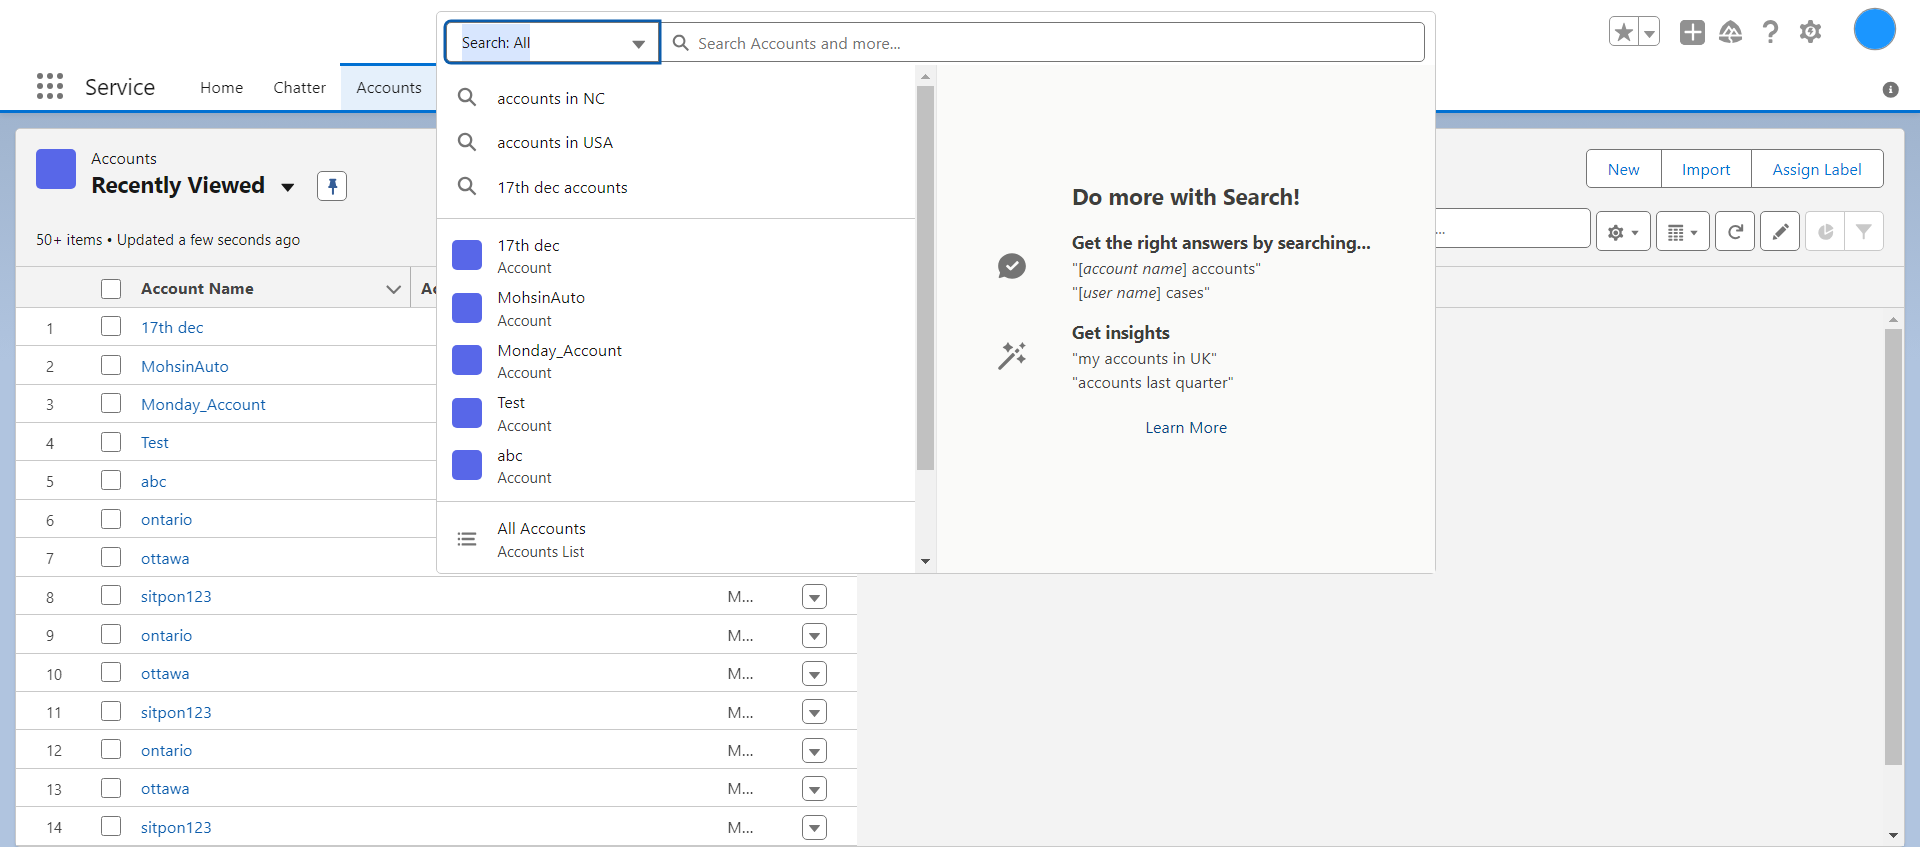 Search: All
Search Accounts and more...
Service
Home
Chatter
Accounts
accounts in NC
accounts in USA
17th dec accounts
17th dec
Account
MohsinAuto
Account
Monday_Account
Account
Test
Account
abc
Account
All Accounts
Accounts List
Do more with Search!
Get the right answers by searching...
"[account name] accounts"
"[user name] cases"
Get insights
"my accounts in UK"
"accounts last quarter"
Learn More
Accounts
Recently Viewed
New
Import
Assign Label
50+ items • Updated a few seconds ago
...
Account Name
1 17th dec
2 MohsinAuto
3 Monday_Account
4 Test
5 abc
6 ontario
7 ottawa
8 sitpon123 M...
9 ontario M...
10 ottawa M...
11 sitpon123 M...
12 ontario M...
13 ottawa M...
14 sitpon123 M...